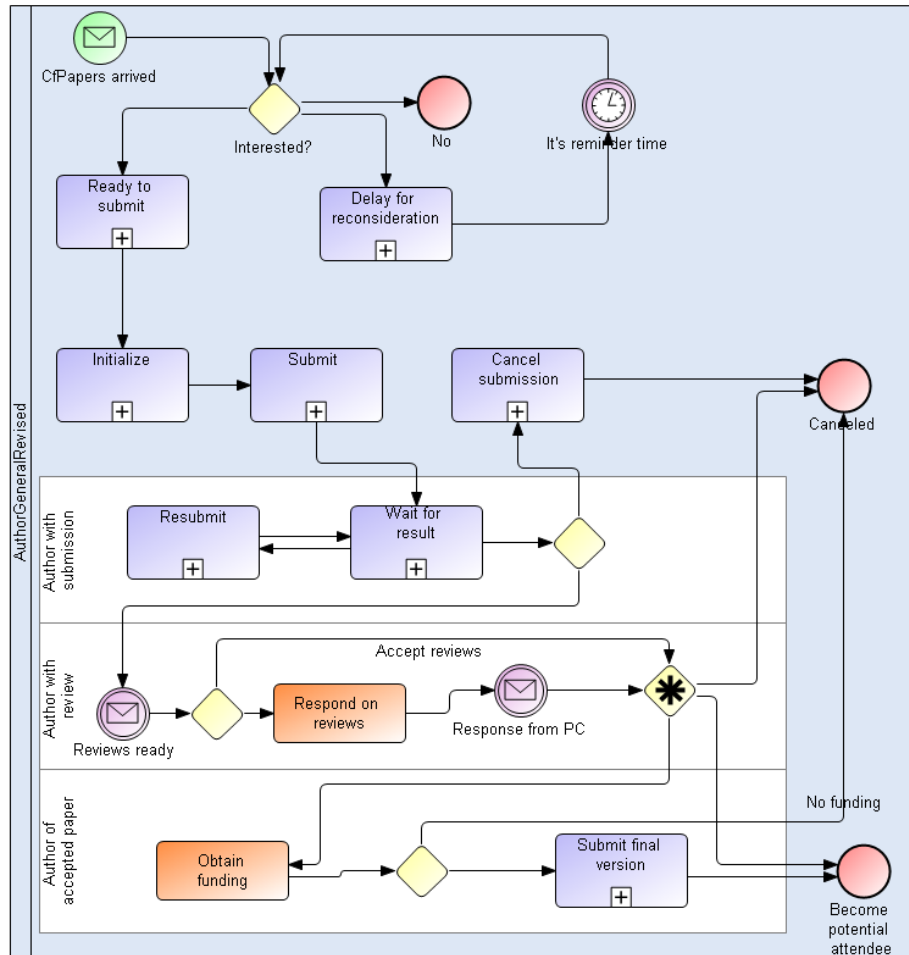 CfPapers arrived
Interested?
No
It's reminder time
Ready to
submit
Delay for
reconsideration
Initialize
Submit
Cancel
submission
Canceled
AuthorGeneralRevised
Author with
submission
Resubmit
Wait for
result
Author with
review
Accept reviews
Respond on
reviews
Reviews ready
Response from PC
Author of
accepted paper
No funding
Obtain
funding
Submit final
version
Become
potential
attendee